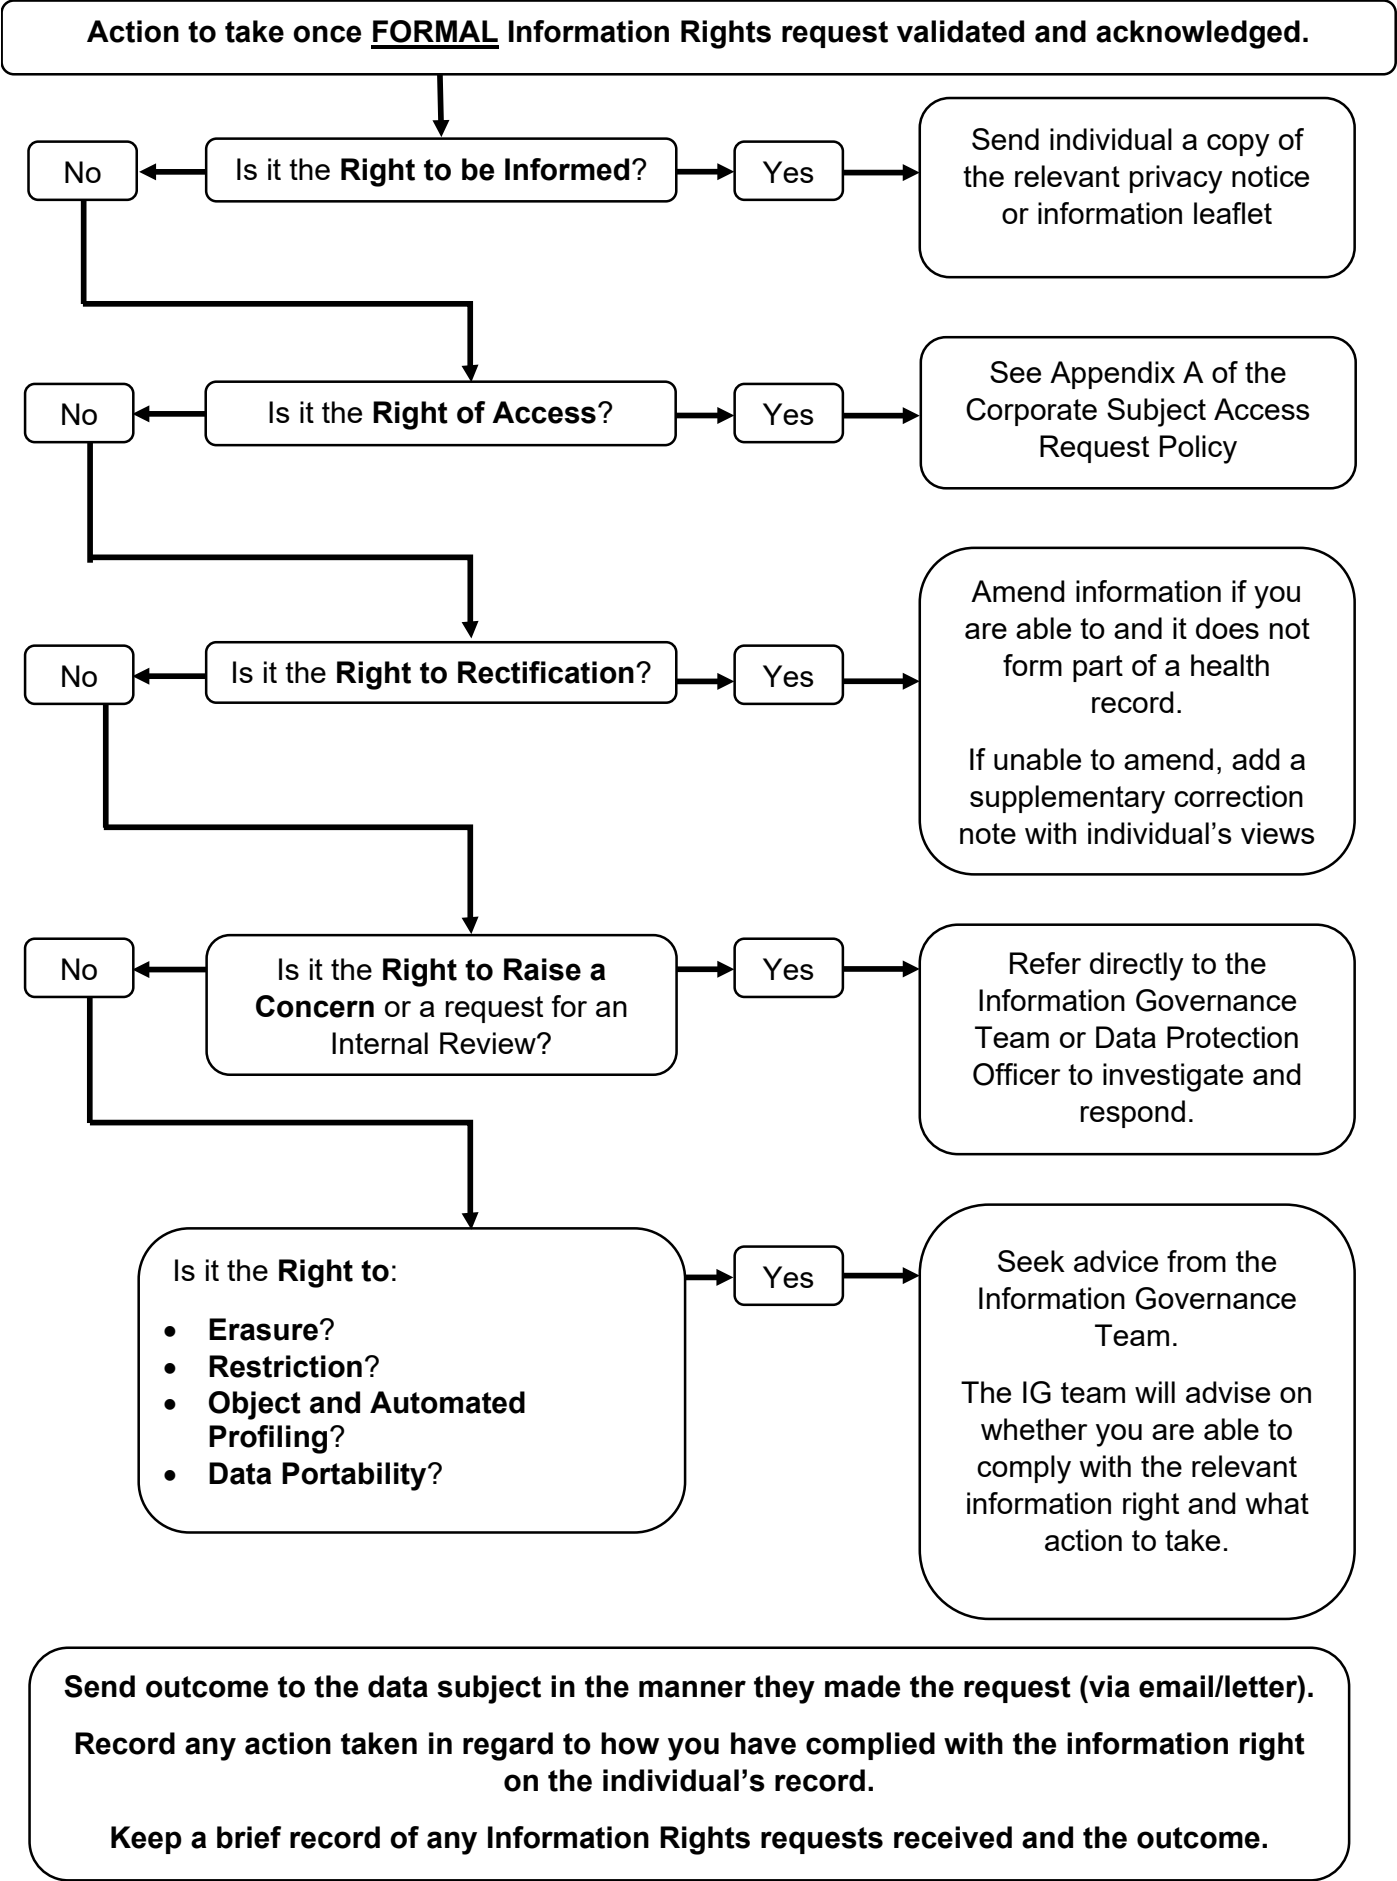 Action to take once FORMAL Information Rights request validated and acknowledged.
No
Is it the Right to be Informed?
Yes
Send individual a copy of
the relevant privacy notice
or information leaflet
No
Is it the Right of Access?
Yes
See Appendix A of the
Corporate Subject Access
Request Policy
No
Is it the Right to Rectification?
Yes
Amend information if you
are able to and it does not
form part of a health
record.
If unable to amend, add a
supplementary correction
note with individual’s views
No
Is it the Right to Raise a
Concern or a request for an
Internal Review?
Yes
Refer directly to the
Information Governance
Team or Data Protection
Officer to investigate and
respond.
Is it the Right to:
• Erasure?
• Restriction?
• Object and Automated
Profiling?
• Data Portability?
Yes
Seek advice from the
Information Governance
Team.
The IG team will advise on
whether you are able to
comply with the relevant
information right and what
action to take.
Send outcome to the data subject in the manner they made the request (via email/letter).
Record any action taken in regard to how you have complied with the information right
on the individual’s record.
Keep a brief record of any Information Rights requests received and the outcome.